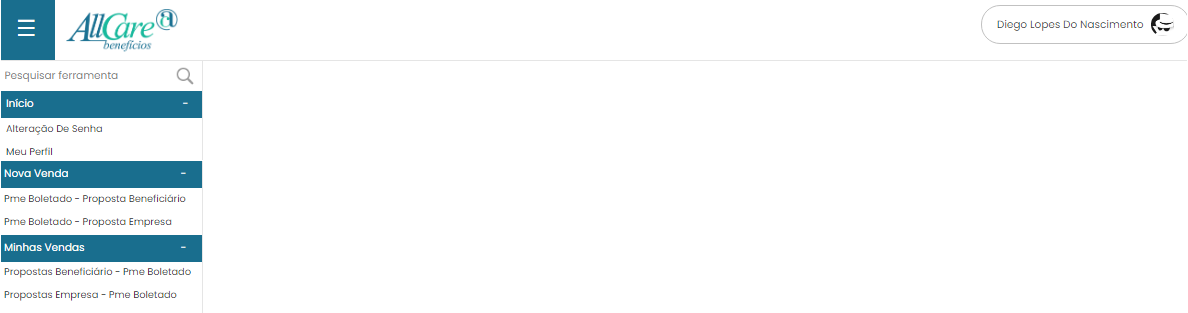 AllCare
benefícios
Diego Lopes Do Nascimento
Pesquisar ferramenta
Início -
Alteração De Senha
Meu Perfil
Nova Venda -
Pme Boletado - Proposta Beneficiário
Pme Boletado - Proposta Empresa
Minhas Vendas -
Propostas Beneficiário - Pme Boletado
Propostas Empresa - Pme Boletado